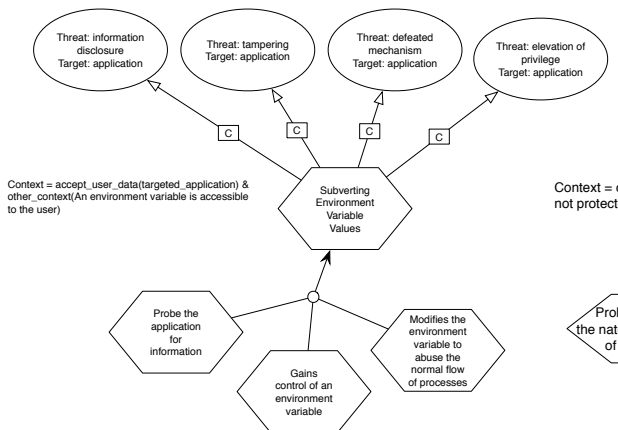 Threat: information
disclosure
Target: application
Threat: tampering
Target: application
Threat: defeated
mechanism
Target: application
Threat: elevation of
privilege
Target: application
C
C
C
C
Context = accept_user_data(targeted_application) &
other_context(An environment variable is accessible
to the user)
Subverting
Environment
Variable
Values
Context =
not protect
Probe the
application
for
information
Gains
control of an
environment
variable
Modifies the
environment
variable to
abuse the
normal flow
of processes
the
of